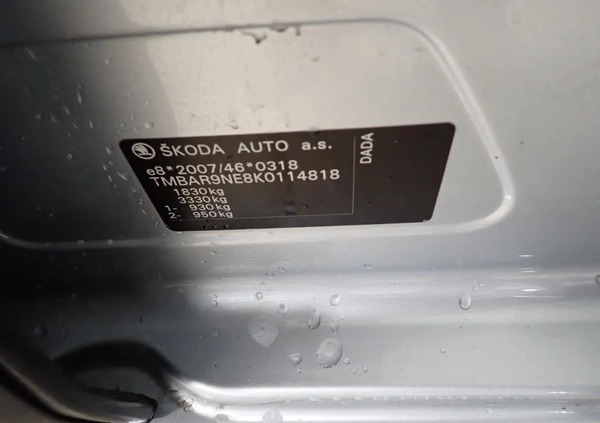 ŠKODA AUTO a.s.
e8*2007/46*0318
TMBAR9NE8K0114818
1830kg
3330kg
1- 930kg
2- 950kg
DADA